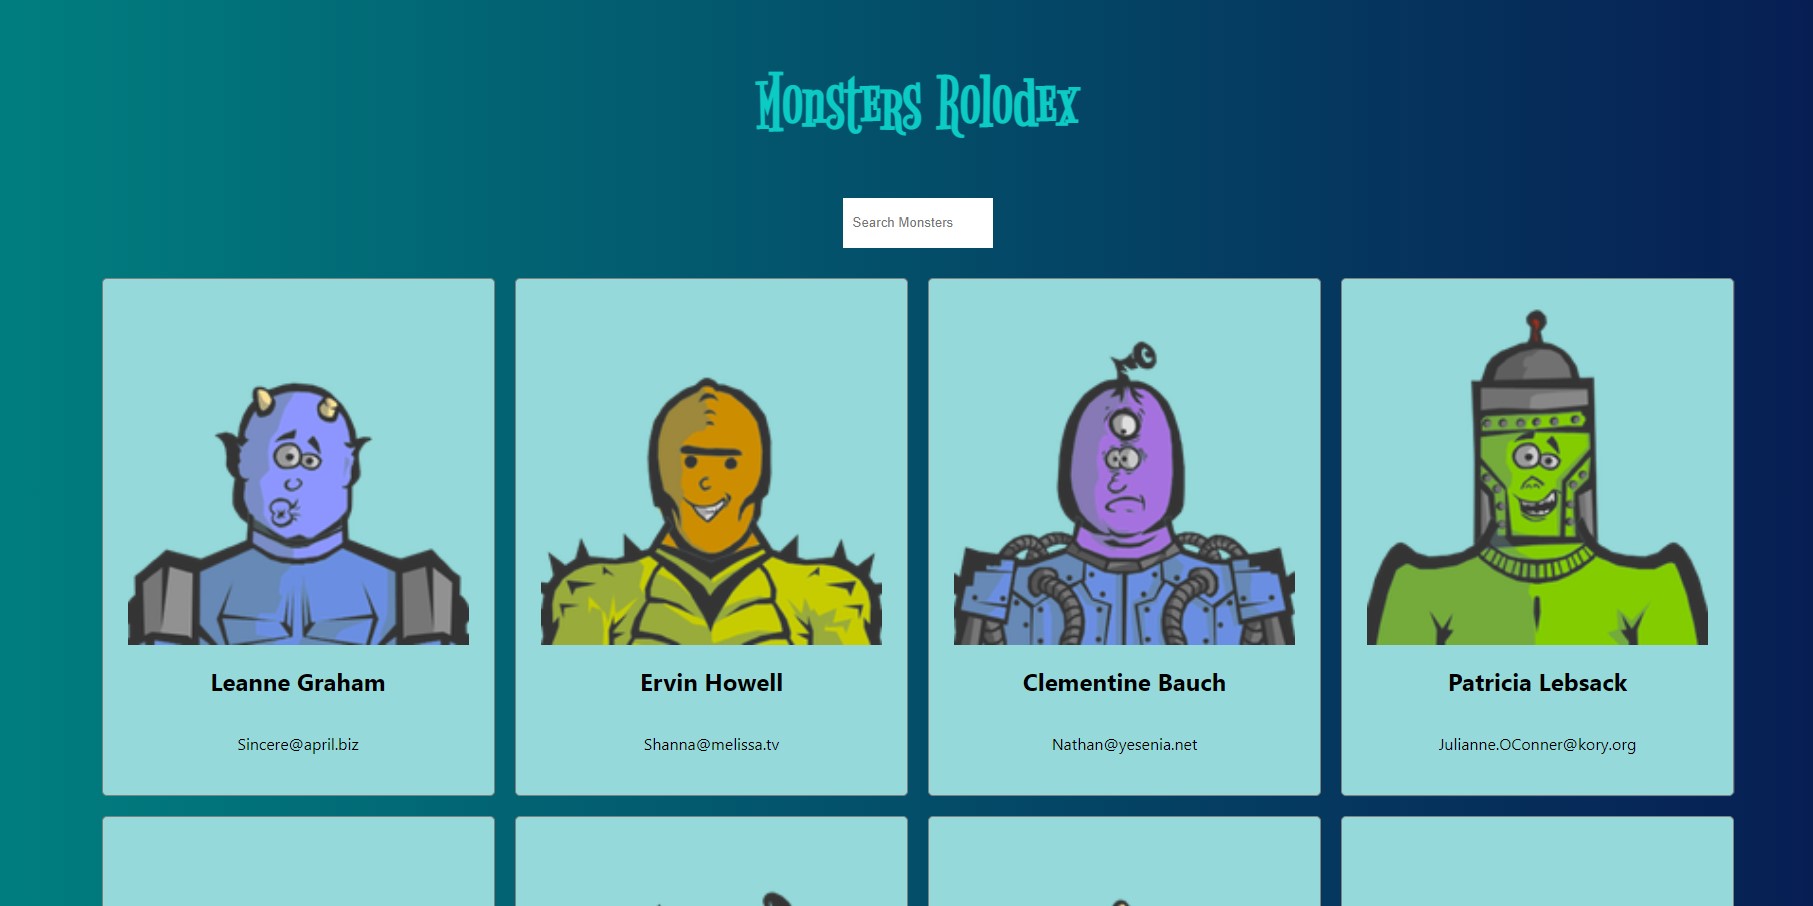 Monsters Rolodex
Search Monsters
Leanne Graham
Sincere@april.biz
Ervin Howell
Shanna@melissa.tv
Clementine Bauch
Nathan@yesenia.net
Patricia Lebsack
Julianne.OConner@kory.org